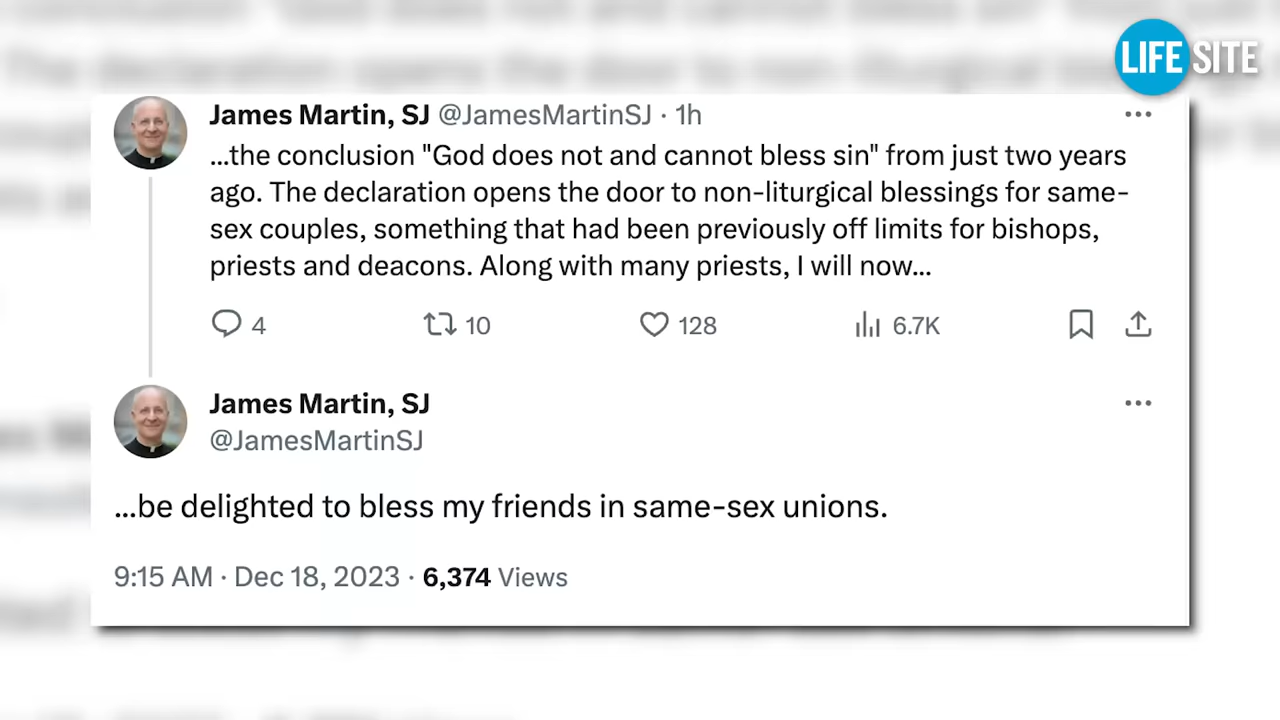 LIFE SITE
James Martin, SJ @JamesMartinSJ · 1h
...the conclusion "God does not and cannot bless sin" from just two years
ago. The declaration opens the door to non-liturgical blessings for same-
sex couples, something that had been previously off limits for bishops,
priests and deacons. Along with many priests, I will now...
4 10 128 6.7K
James Martin, SJ
@JamesMartinSJ
...be delighted to bless my friends in same-sex unions.
9:15 AM · Dec 18, 2023 · 6,374 Views